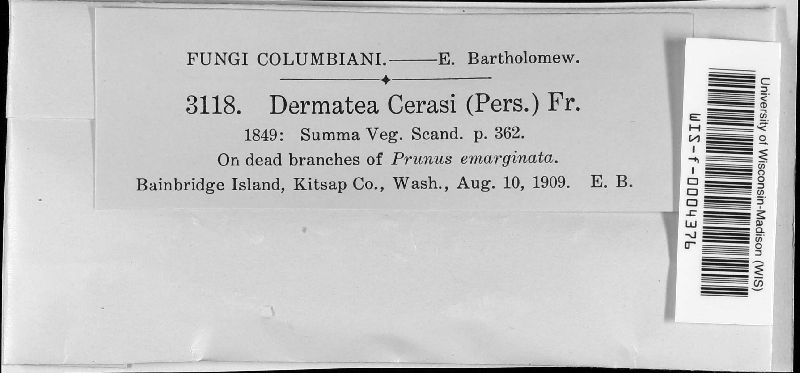 FUNGI COLUMBIANI.——E. Bartholomew.
3118. Dermatea Cerasi (Pers.) Fr.
1849: Summa Veg. Scand. p. 362.
On dead branches of Prunus emarginata.
Bainbridge Island, Kitsap Co., Wash., Aug. 10, 1909. E. B.
University of Wisconsin-Madison (WIS)
WIS-f-0004376